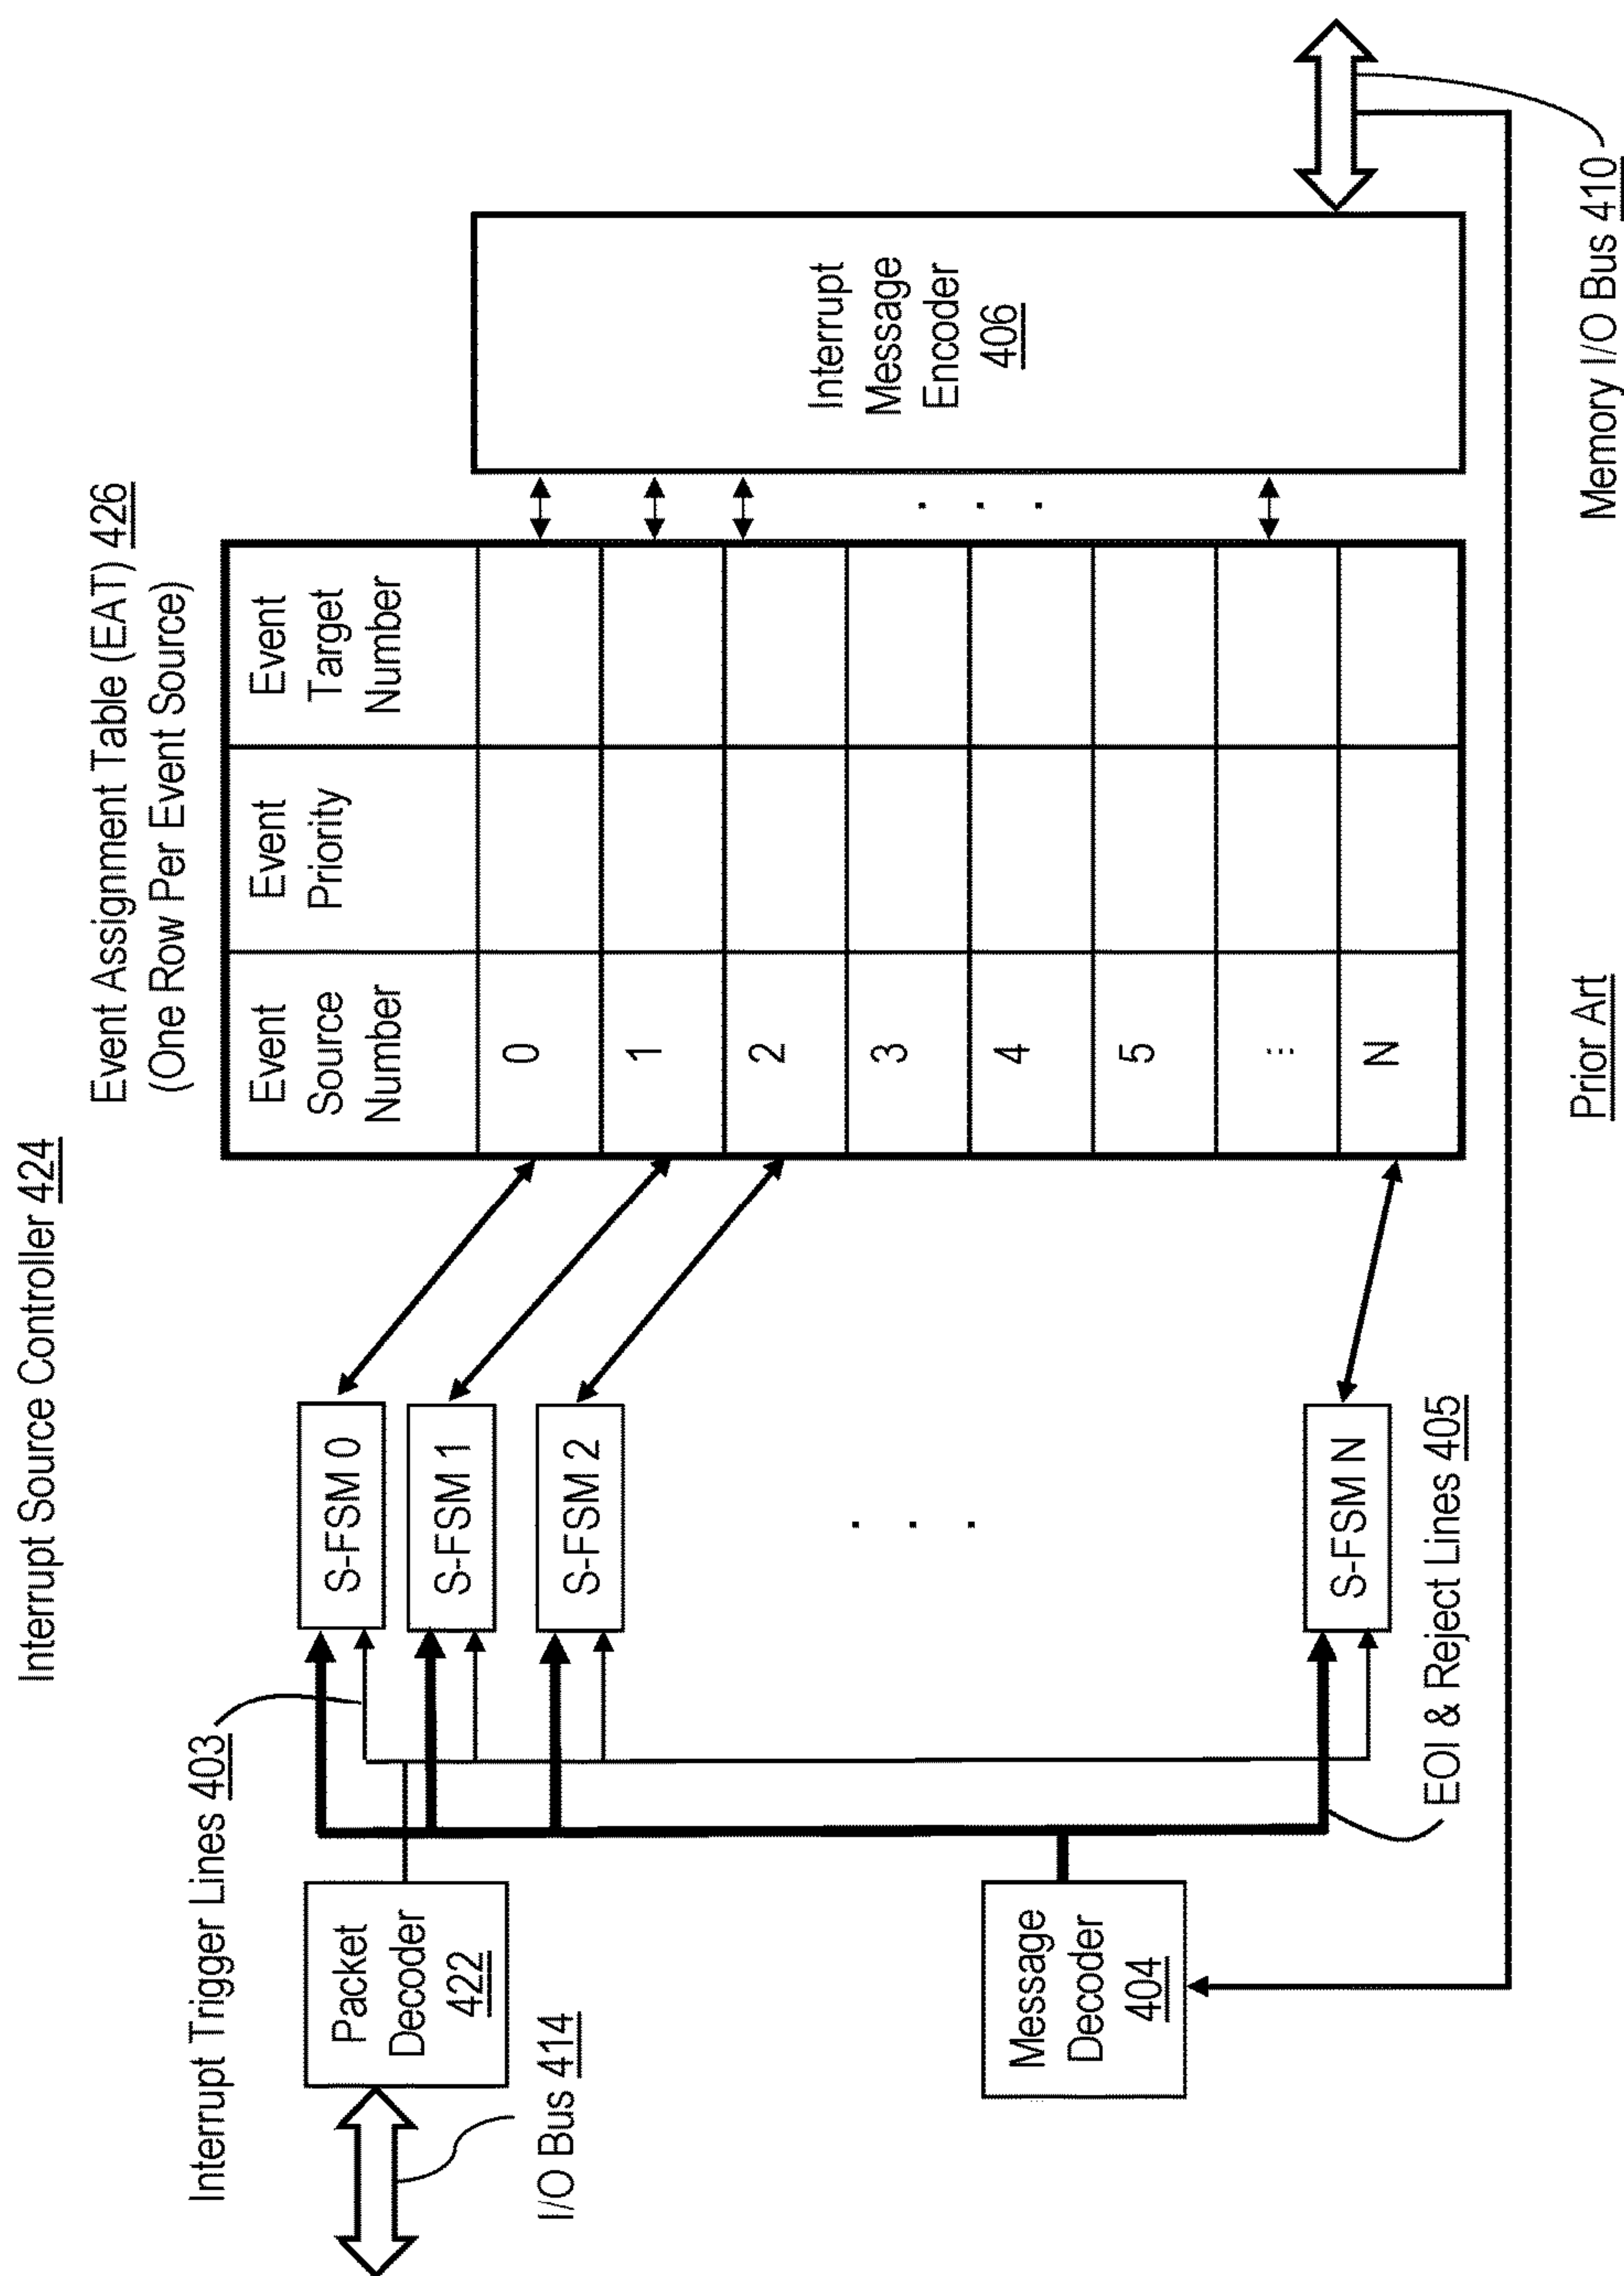 Interrupt Source Controller 424
Event Assignment Table (EAT) 426
(One Row Per Event Source)
Interrupt Trigger Lines 403
I/O Bus 414
Packet
Decoder
422
Message
Decoder
404
S-FSM 0
S-FSM 1
S-FSM 2
. . .
S-FSM N
EOI & Reject Lines 405
Event
Source
Number
Event
Priority
Event
Target
Number
0
1
2
3
4
5
...
N
. . .
Interrupt
Message
Encoder
406
Memory I/O Bus 410
Prior Art